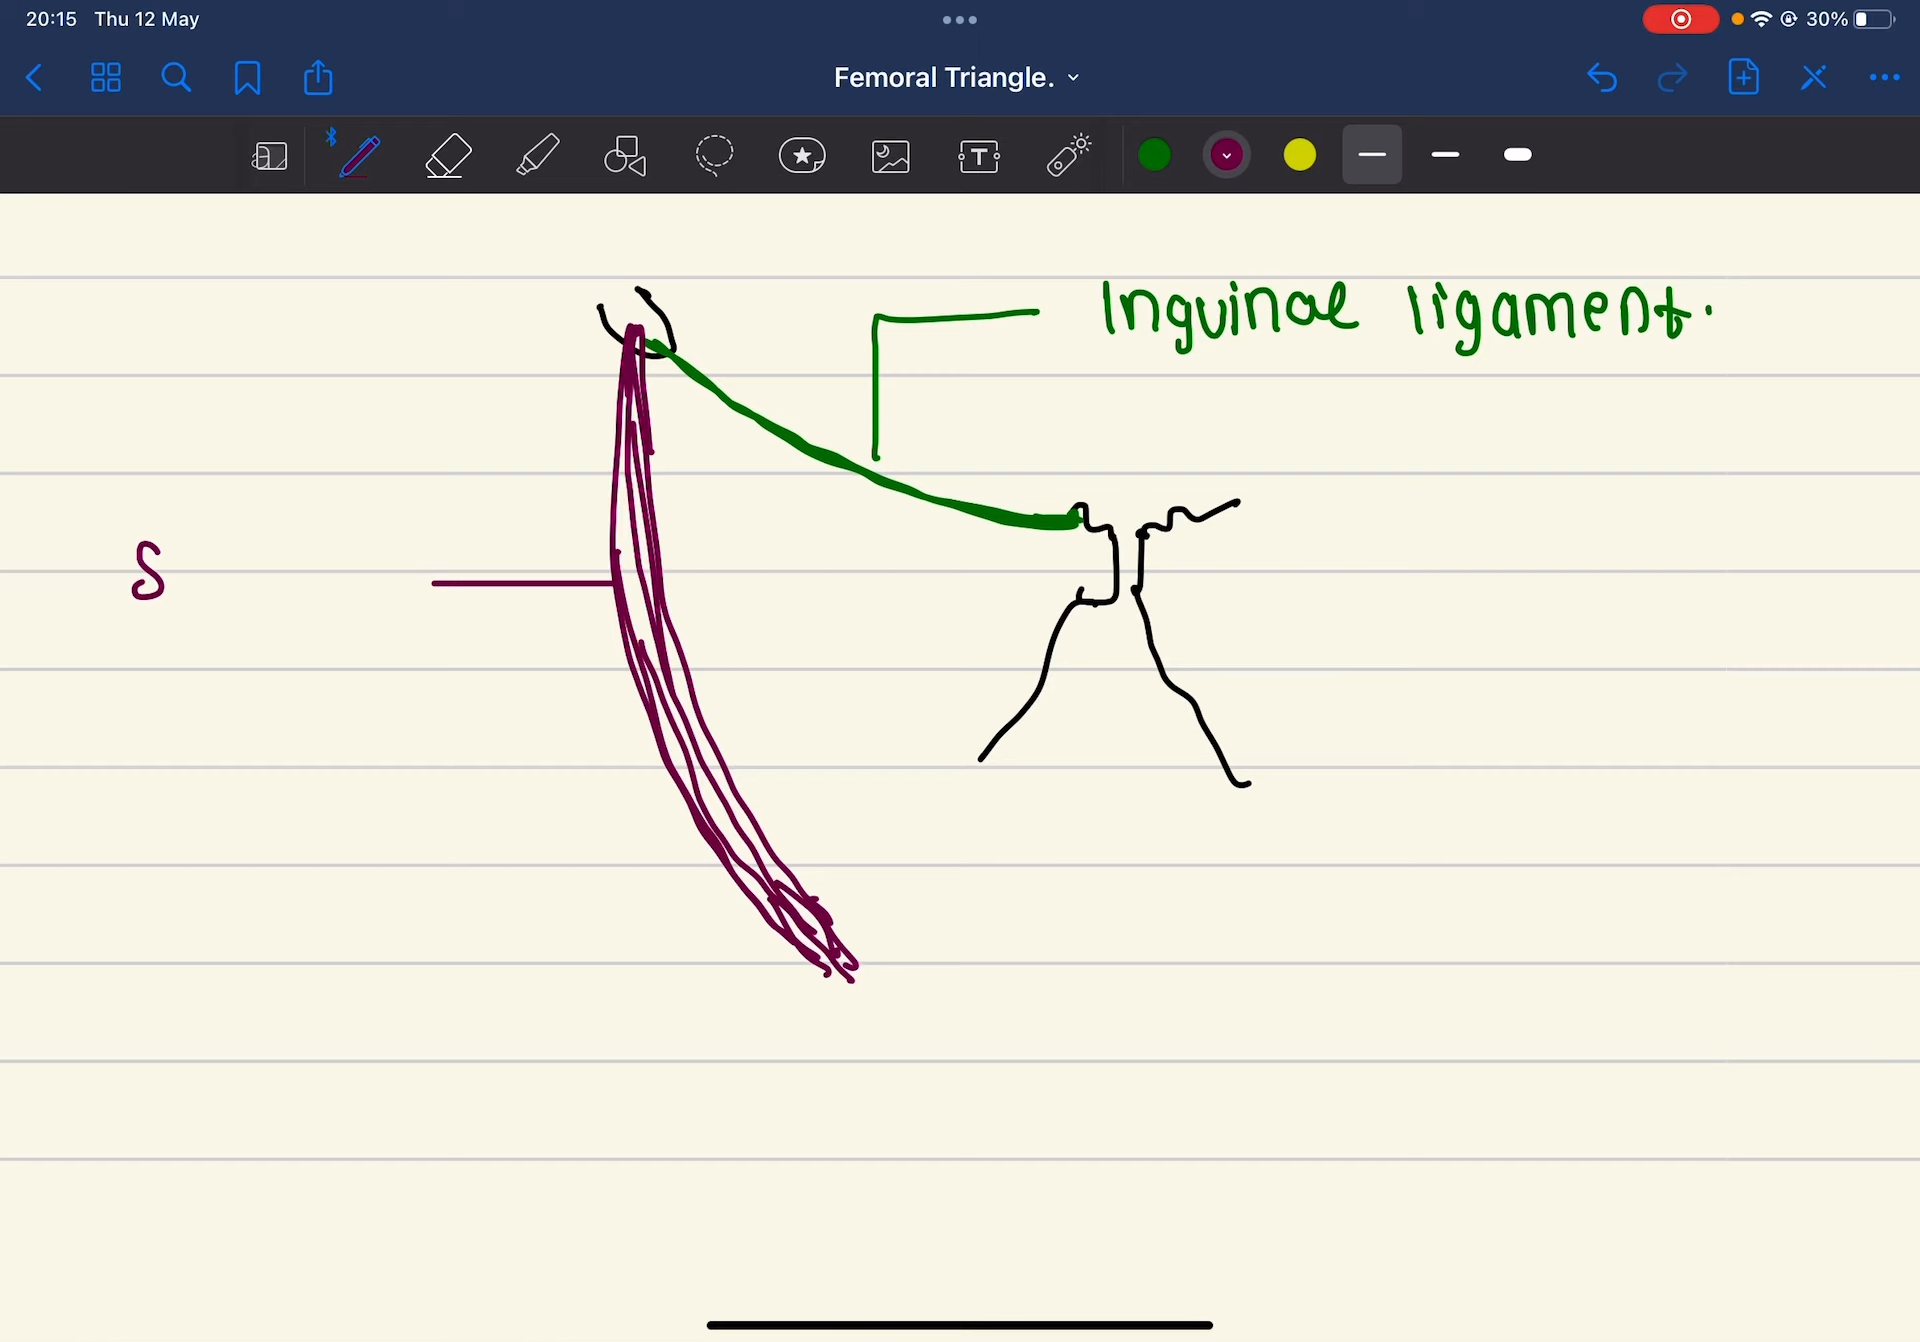 20:15 Thu 12 May
30%
Femoral Triangle.
T
Inguinal ligament.
S